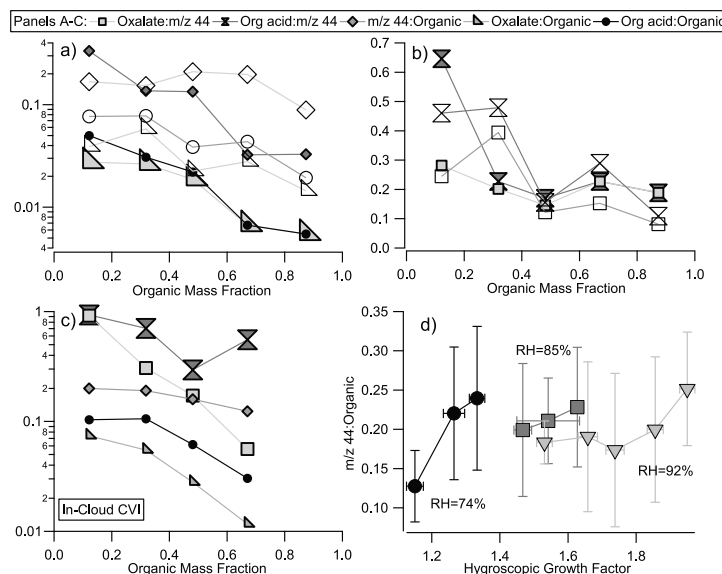 Panels A-C: Oxalate:m/z 44 Org acid:m/z 44 m/z 44:Organic Oxalate:Organic Org acid:Organic
a)
4
2
0.1
8
6
4
2
0.01
8
6
4
0.0 0.2 0.4 0.6 0.8 1.0
Organic Mass Fraction
b)
0.7
0.6
0.5
0.4
0.3
0.2
0.1
0.0
0.0 0.2 0.4 0.6 0.8 1.0
Organic Mass Fraction
c)
1
8
6
4
2
0.1
8
6
4
2
0.01
In-Cloud CVI
0.0 0.2 0.4 0.6 0.8 1.0
Organic Mass Fraction
d)
m/z 44:Organic
0.35
0.30
0.25
0.20
0.15
0.10
RH=85%
RH=74%
RH=92%
1.2 1.4 1.6 1.8
Hygroscopic Growth Factor